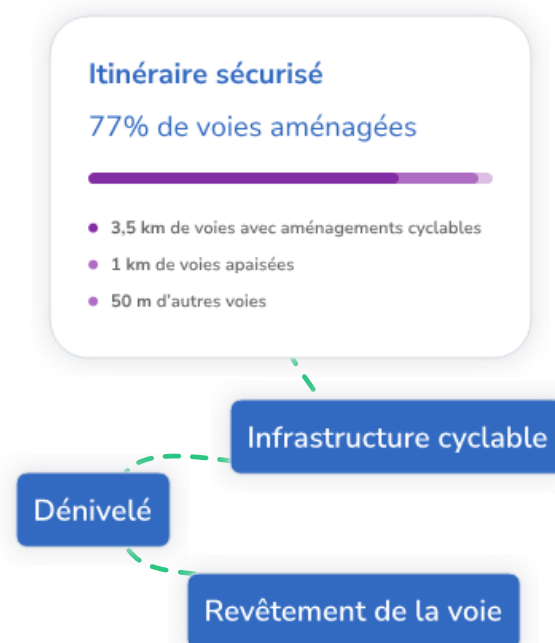 Itinéraire sécurisé
77% de voies aménagées
3,5 km de voies avec aménagements cyclables
1 km de voies apaisées
50 m d'autres voies
Infrastructure cyclable
Dénivelé
Revêtement de la voie